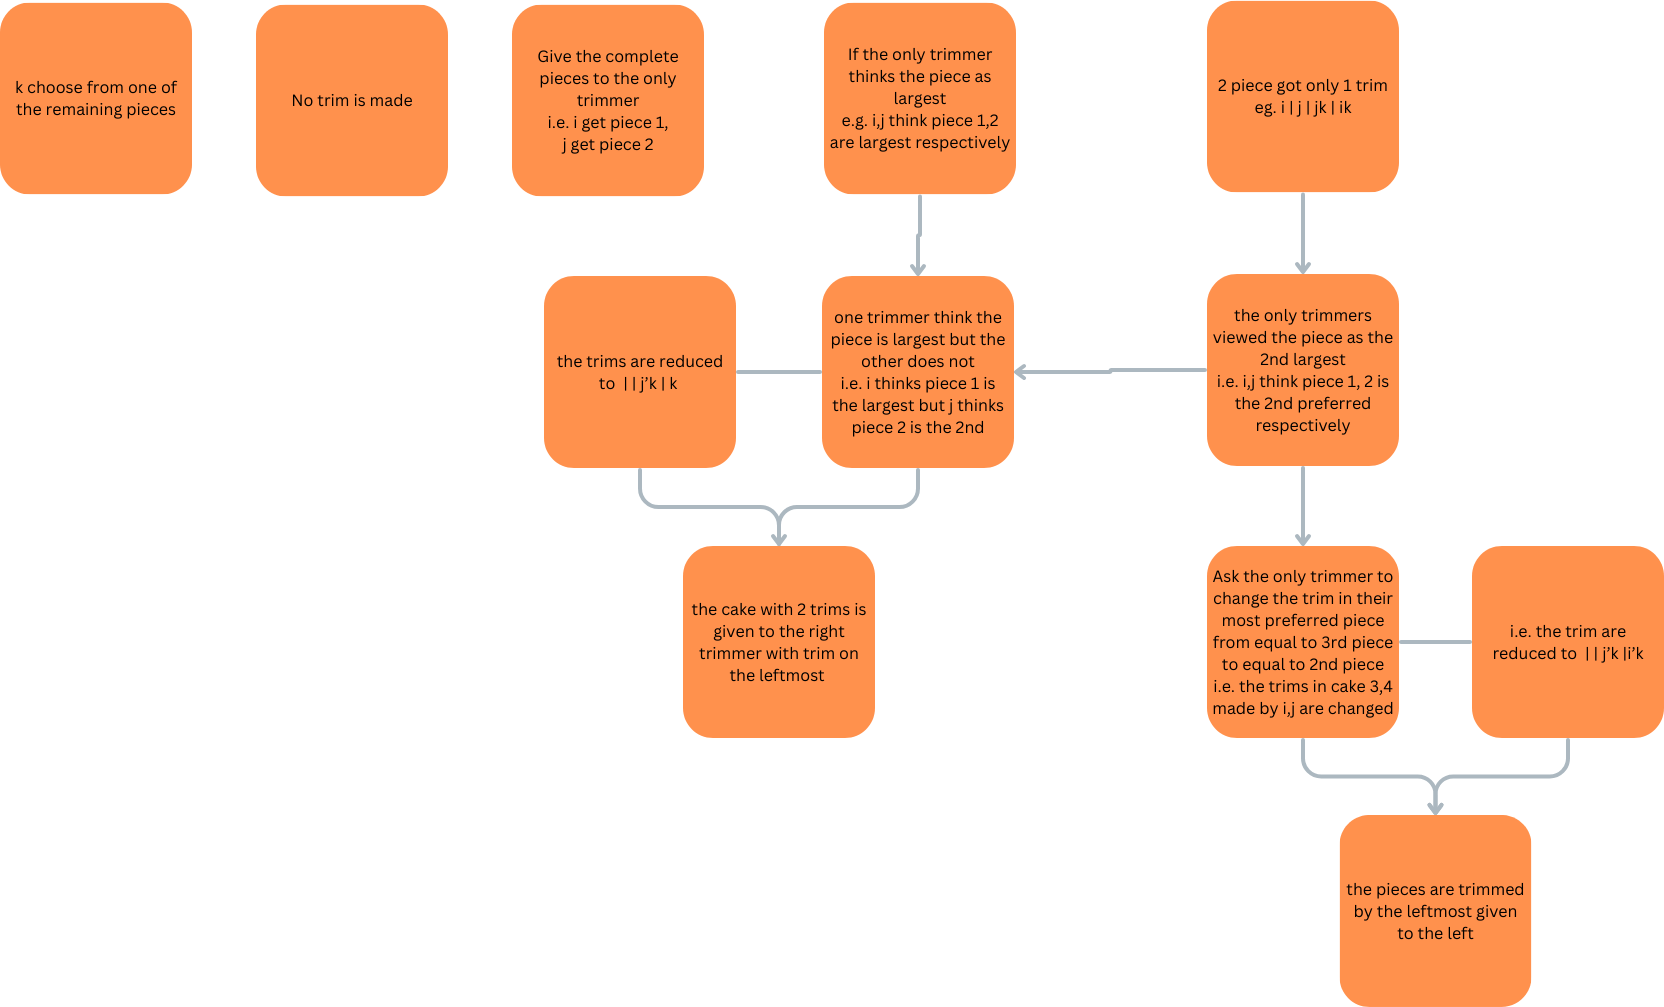 k choose from one of
the remaining pieces
No trim is made
Give the complete
pieces to the only
trimmer
i.e. i get piece 1,
j get piece 2
If the only trimmer
thinks the piece as
largest
e.g. i,j think piece 1,2
are largest respectively
2 piece got only 1 trim
eg. i | j | jk | ik
the trims are reduced
to | | j’k | k
one trimmer think the
piece is largest but the
other does not
i.e. i thinks piece 1 is
the largest but j thinks
piece 2 is the 2nd
the only trimmers
viewed the piece as the
2nd largest
i.e. i,j think piece 1, 2 is
the 2nd preferred
respectively
the cake with 2 trims is
given to the right
trimmer with trim on
the leftmost
Ask the only trimmer to
change the trim in their
most preferred piece
from equal to 3rd piece
to equal to 2nd piece
i.e. the trims in cake 3,4
made by i,j are changed
i.e. the trim are
reduced to | | j’k |i’k
the pieces are trimmed
by the leftmost given
to the left